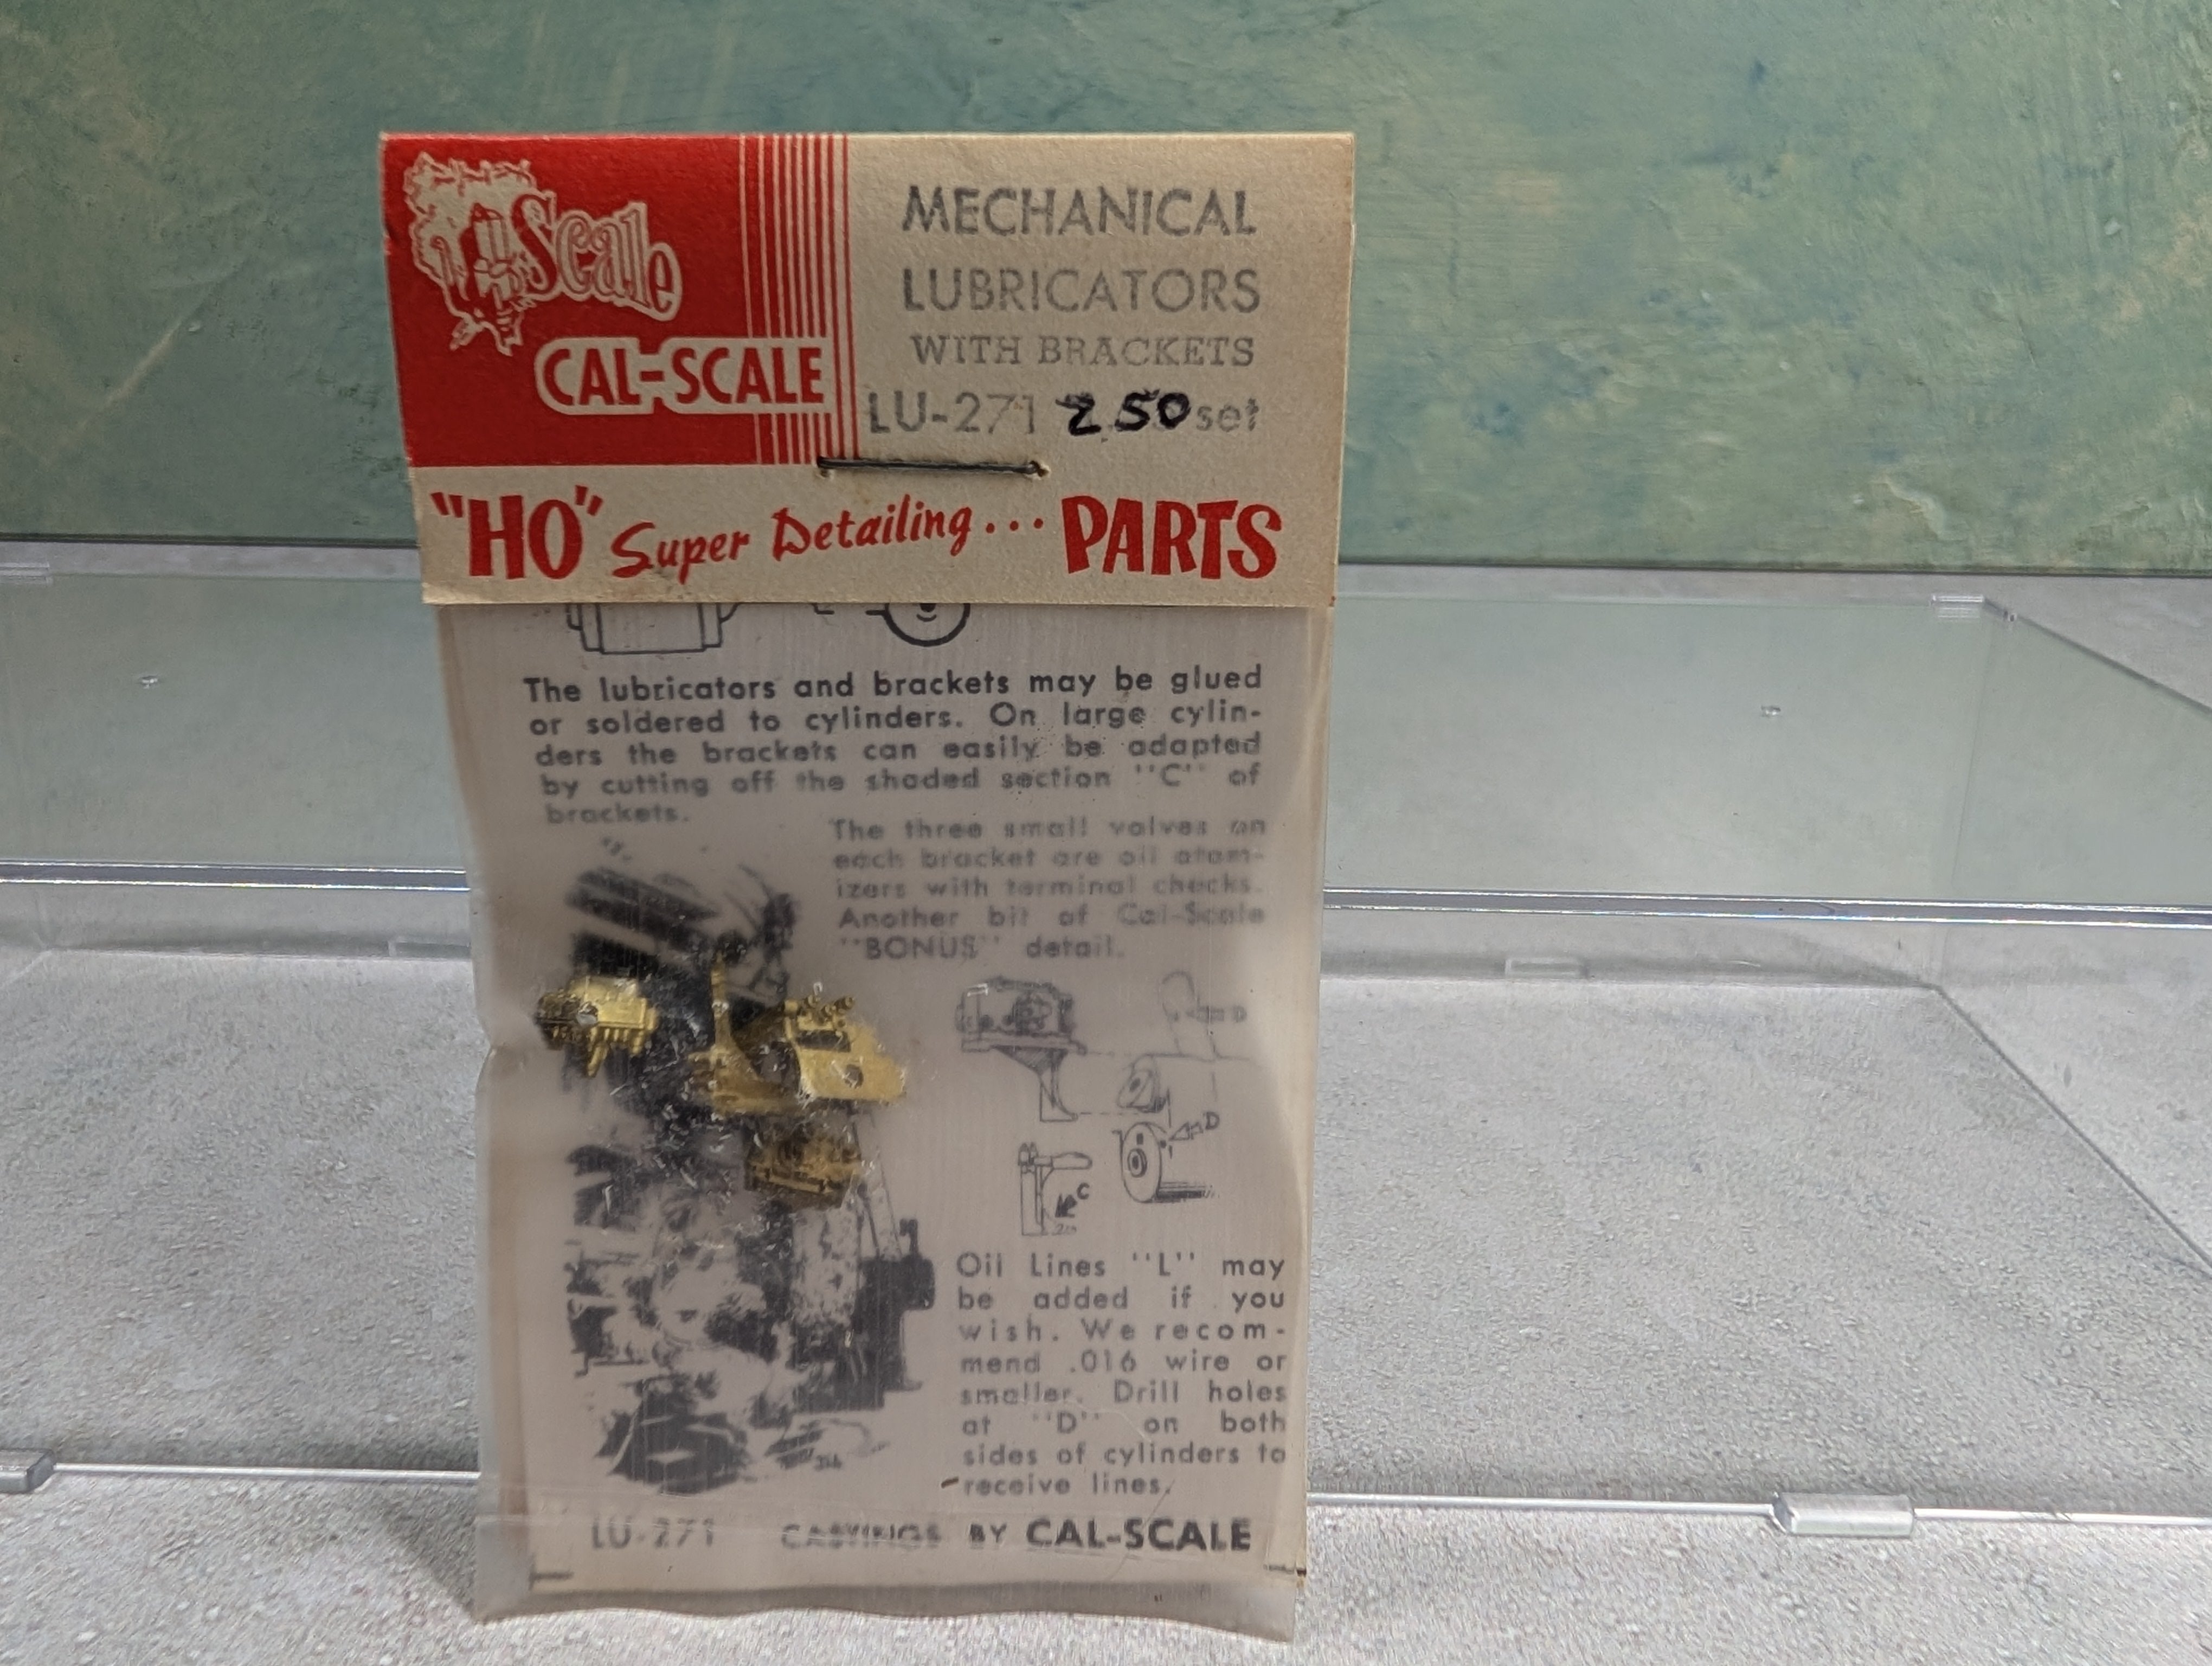 Scale
CAL-SCALE
MECHANICAL
LUBRICATORS
WITH BRACKETS
LU-271 2 50 set
"HO" Super Detailing... PARTS
The lubricators and brackets may be glued
or soldered to cylinders. On large cylin-
ders the brackets can easily be adapted
by cutting off the shaded section "C" of
brackets.
The three small valves on
each bracket are oil atom-
izers with terminal checks.
Another bit of Cal-Scale
"BONUS" detail.
D
C
Oil Lines "L" may
be added if you
wish. We recom-
mend .016 wire or
smaller. Drill holes
at "D" on both
sides of cylinders to
receive lines.
LU-271 CASTINGS BY CAL-SCALE